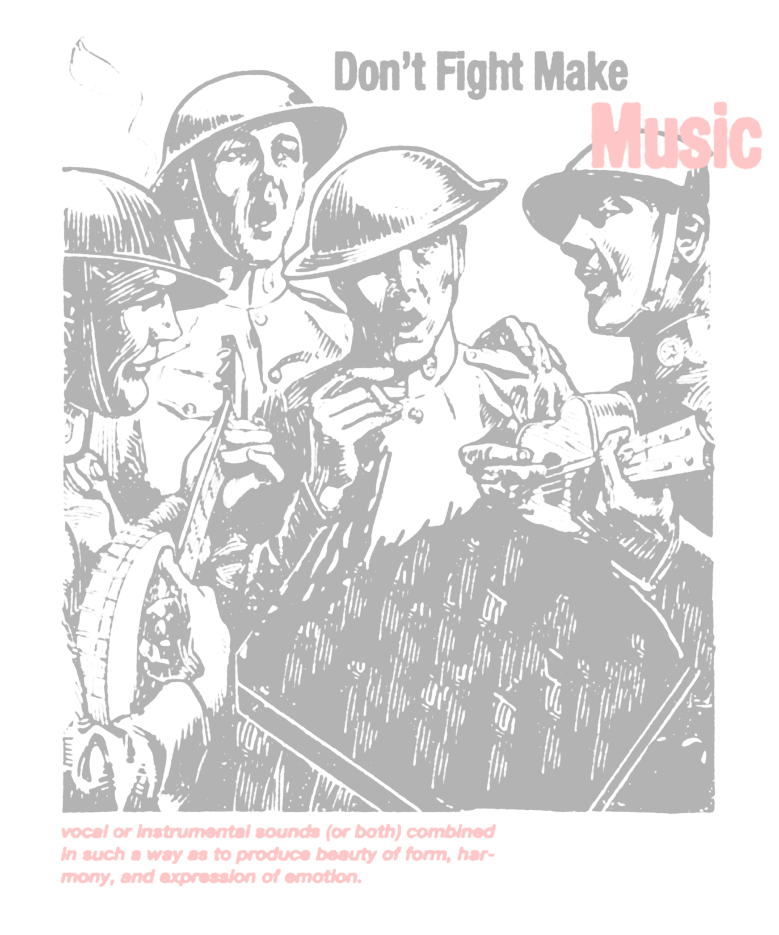 Don't Fight Make
Music
vocal or instrumental sounds (or both) combined
in such a way as to produce beauty of form, har-
mony, and expression of emotion.